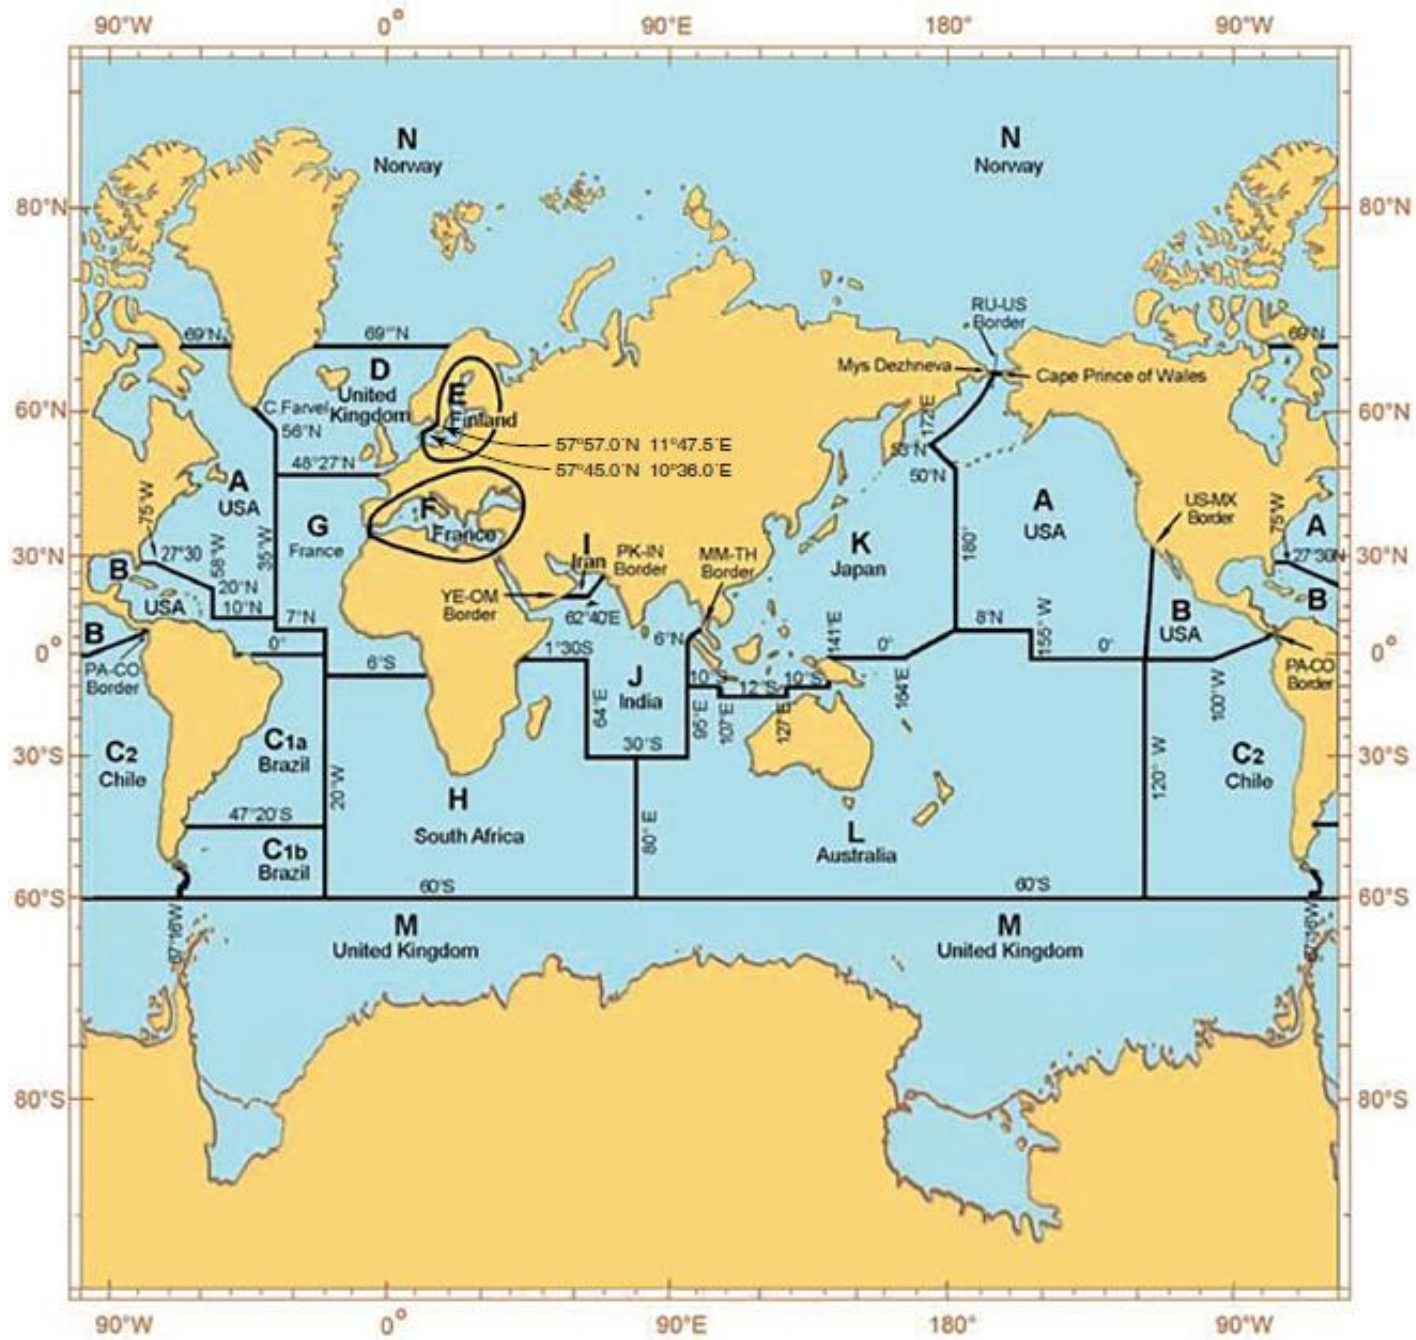 90°W 0° 90°E 180° 90°W
N
Norway
N
Norway
80°N
80°N
RU-US
Border
69°N
69°N
69°N
Mys Dezhneva
Cape Prince of Wales
D
United
Kingdom
E
Finland
C.Farvel
56°N
60°N
60°N
172°E
53°N
50°N
57°57.0´N 11°47.5´E
57°45.0´N 10°36.0´E
48°27´N
A
USA
75°W
27°30
58°W
35°W
20°N
10°N
G
France
F
France
I
Iran
PK-IN
Border
MM-TH
Border
YE-OM
Border
62°40'E
K
Japan
180°
A
USA
US-MX
Border
75°W
A
27°30N
30°N
30°N
B
USA
B
B
USA
B
7°N
0°
6°S
1°30S
6°N
141°E
0°
8°N
155° W
0°
0°
0°
PA-CO
Border
PA-CO
Border
J
India
64°E
10°S
12°S
10°S
95°E
107°E
127°E
164°E
100°W
30°S
30°S
30°S
C2
Chile
C1a
Brazil
20°W
47°20'S
C1b
Brazil
H
South Africa
80° E
L
Australia
120° W
C2
Chile
60°S
60°S
60°S
60°S
67°16'W
67°16'W
M
United Kingdom
M
United Kingdom
80°S
80°S
90°W 0° 90°E 180° 90°W